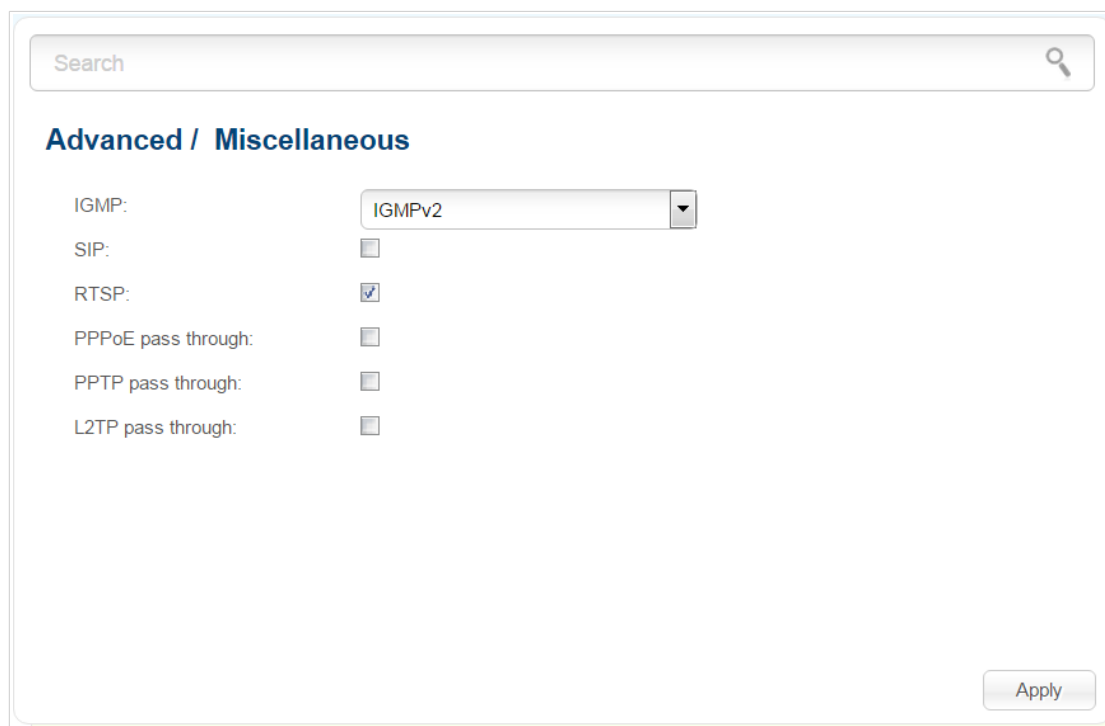 Search
Advanced / Miscellaneous
IGMP: IGMPv2
SIP:
RTSP:
PPPoE pass through:
PPTP pass through:
L2TP pass through:
Apply